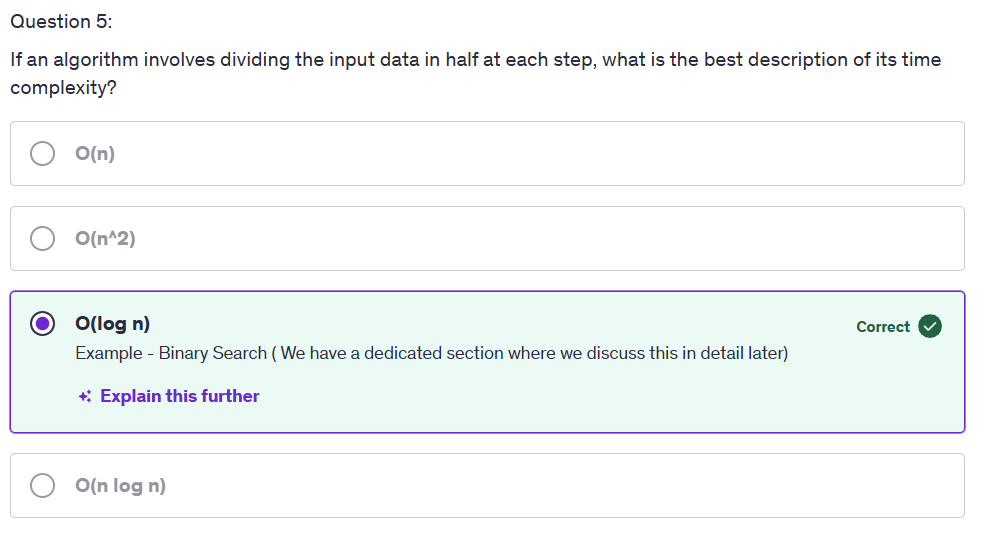 Question 5:
If an algorithm involves dividing the input data in half at each step, what is the best description of its time
complexity?
O(n)
O(n^2)
O(log n)
Correct
Example - Binary Search ( We have a dedicated section where we discuss this in detail later)
Explain this further
O(n log n)